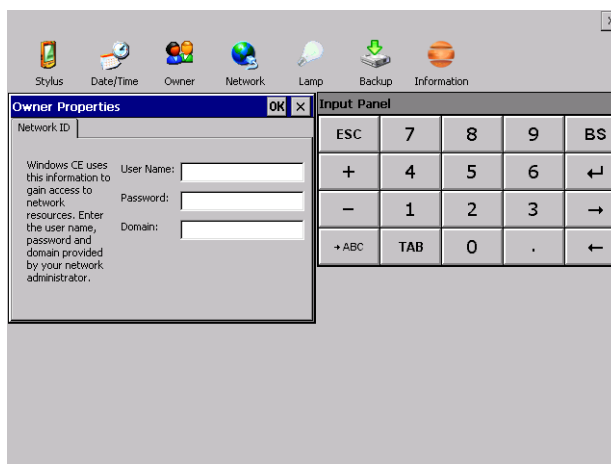 Stylus Date/Time Owner Network Lamp Backup Information
Owner Properties OK ×
Network ID
Windows CE uses
this information to
gain access to
network
resources. Enter
the user name,
password and
domain provided
by your network
administrator.
User Name:
Password:
Domain:
Input Panel
ESC 7 8 9 BS
+ 4 5 6 ↵
− 1 2 3 →
→ABC TAB 0 . ←